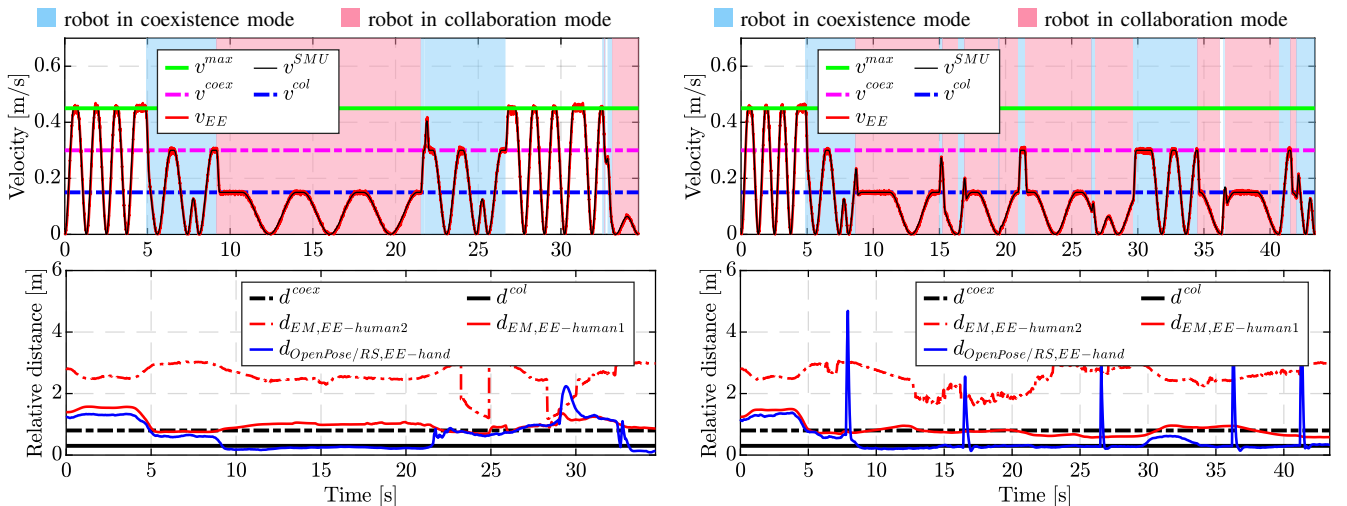 robot in coexistence mode robot in collaboration mode
Velocity [m/s]
0.6
0.4
0.2
0
v^max v^SMU
v^coex v^col
v_EE
0 5 10 15 20 25 30
Relative distance [m]
6
4
2
0
d^coex d^col
d_EM,EE−human2 d_EM,EE−human1
d_OpenPose/RS,EE−hand
0 5 10 15 20 25 30
Time [s]
robot in coexistence mode robot in collaboration mode
Velocity [m/s]
0.6
0.4
0.2
0
v^max v^SMU
v^coex v^col
v_EE
0 5 10 15 20 25 30 35 40
Relative distance [m]
6
4
2
0
d^coex d^col
d_EM,EE−human2 d_EM,EE−human1
d_OpenPose/RS,EE−hand
0 5 10 15 20 25 30 35 40
Time [s]